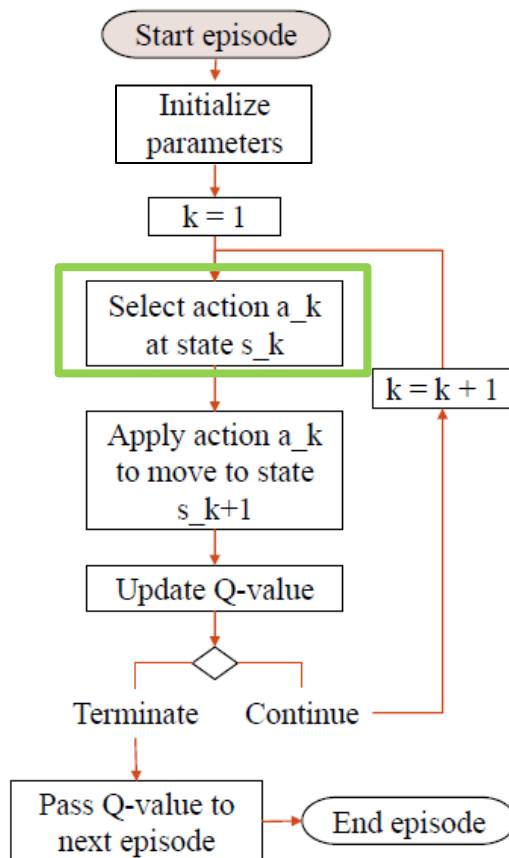 Start episode
Initialize
parameters
k = 1
Select action a_k
at state s_k
k = k + 1
Apply action a_k
to move to state
s_k+1
Update Q-value
Terminate
Continue
Pass Q-value to
next episode
End episode